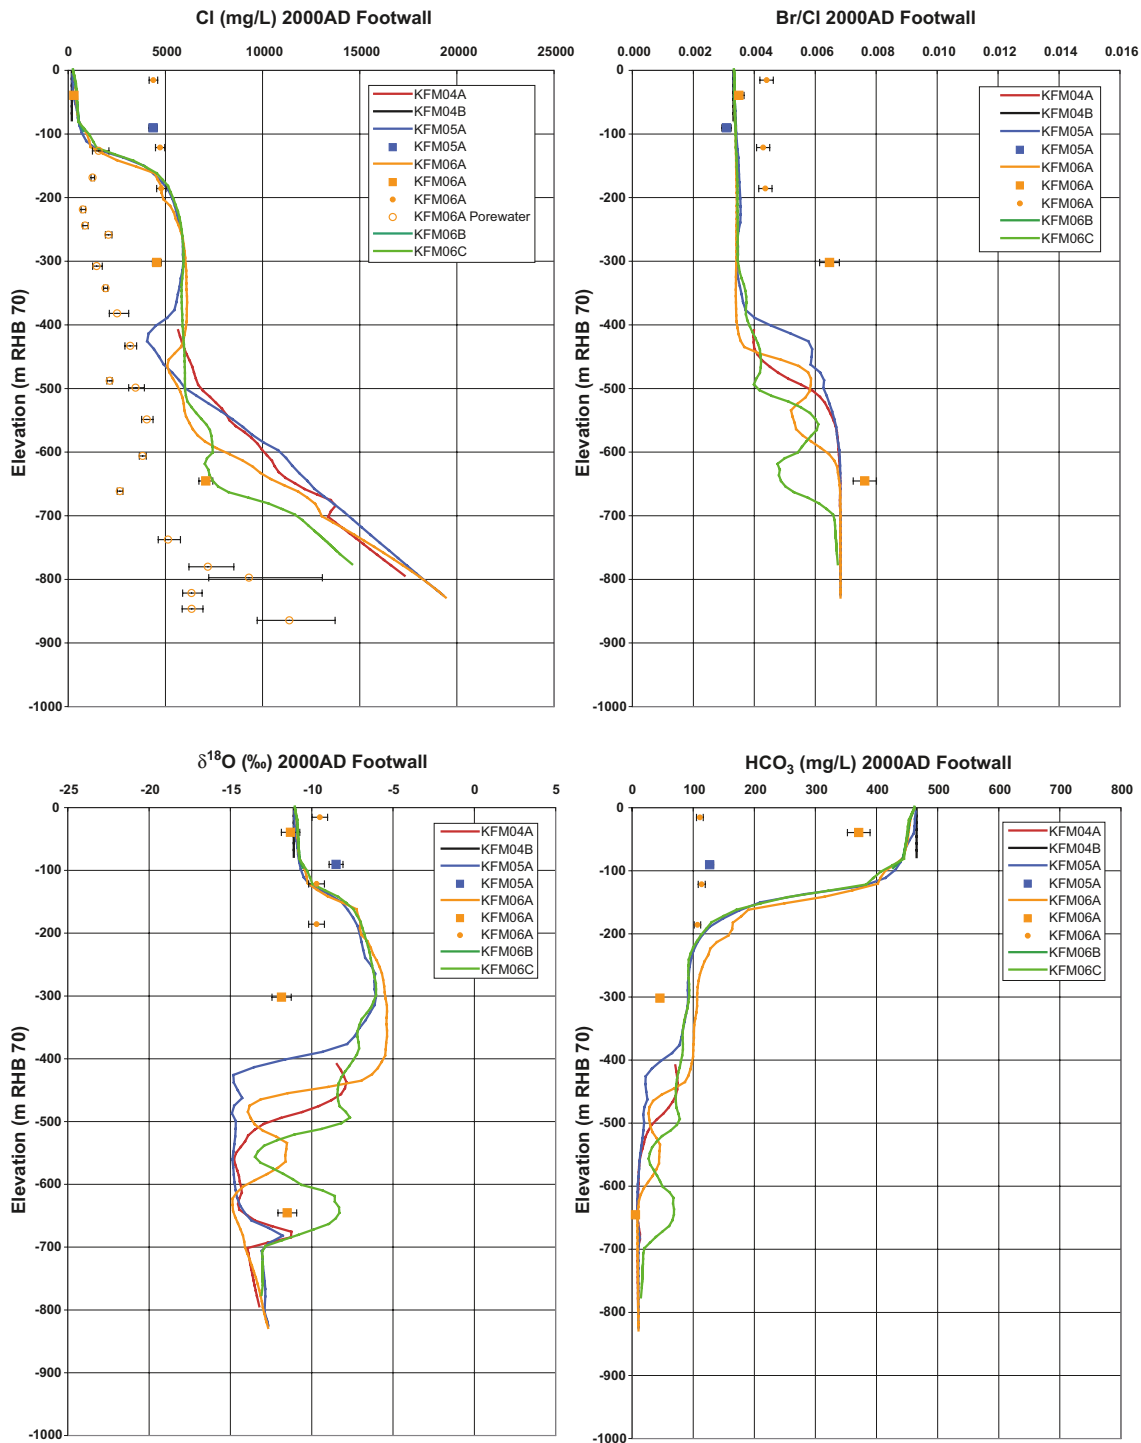 Cl (mg/L) 2000AD Footwall
0 5000 10000 15000 20000 25000
0
-100
-200
-300
-400
-500
-600
-700
-800
-900
-1000
Elevation (m RHB 70)
KFM04A
KFM04B
KFM05A
KFM05A
KFM06A
KFM06A
KFM06A
KFM06A Porewater
KFM06B
KFM06C
Br/Cl 2000AD Footwall
0.000 0.002 0.004 0.006 0.008 0.010 0.012 0.014 0.016
0
-100
-200
-300
-400
-500
-600
-700
-800
-900
-1000
Elevation (m RHB 70)
KFM04A
KFM04B
KFM05A
KFM05A
KFM06A
KFM06A
KFM06A
KFM06B
KFM06C
δ¹⁸O (‰) 2000AD Footwall
-25 -20 -15 -10 -5 0 5
0
-100
-200
-300
-400
-500
-600
-700
-800
-900
-1000
Elevation (m RHB 70)
KFM04A
KFM04B
KFM05A
KFM05A
KFM06A
KFM06A
KFM06A
KFM06B
KFM06C
HCO₃ (mg/L) 2000AD Footwall
0 100 200 300 400 500 600 700 800
0
-100
-200
-300
-400
-500
-600
-700
-800
-900
-1000
Elevation (m RHB 70)
KFM04A
KFM04B
KFM05A
KFM05A
KFM06A
KFM06A
KFM06A
KFM06B
KFM06C